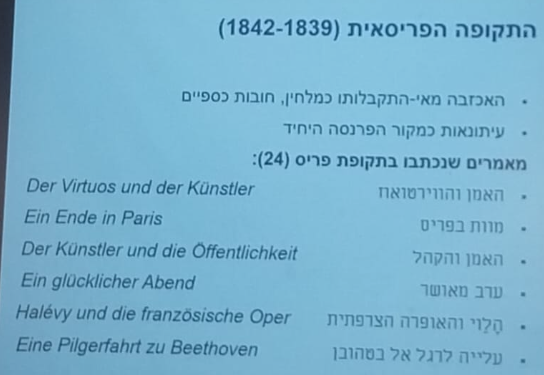 התקופה הפריסאית (1842-1839)
• האכזבה מאי-התקבלותו כמלחין, חובות כספיים
• עיתונאות כמקור הפרנסה היחיד
מאמרים שנכתבו בתקופת פריס (24):
• האמן והווירטואוז Der Virtuos und der Künstler
• מוות בפריס Ein Ende in Paris
• האמן והקהל Der Künstler und die Öffentlichkeit
• ערב מאושר Ein glücklicher Abend
• הָלֵוִי והאופרה הצרפתית Halévy und die französische Oper
• עלייה לרגל אל בטהובן Eine Pilgerfahrt zu Beethoven